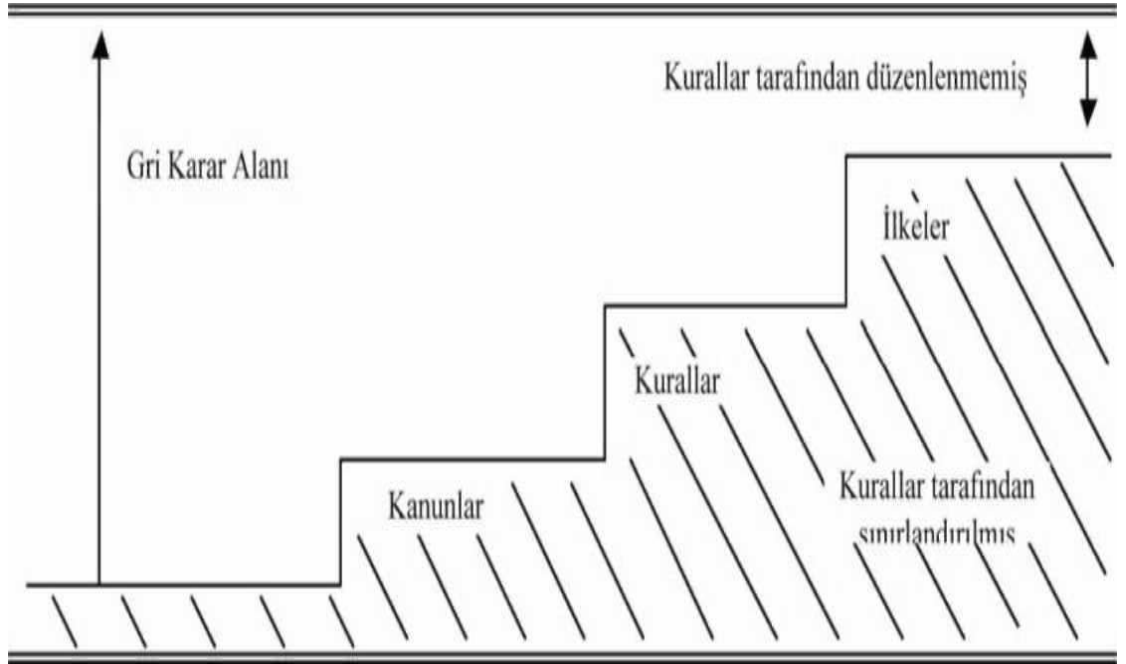 Kurallar tarafından düzenlenmemiş
Gri Karar Alanı
İlkeler
Kurallar
Kurallar tarafından
sınırlandırılmış
Kanunlar